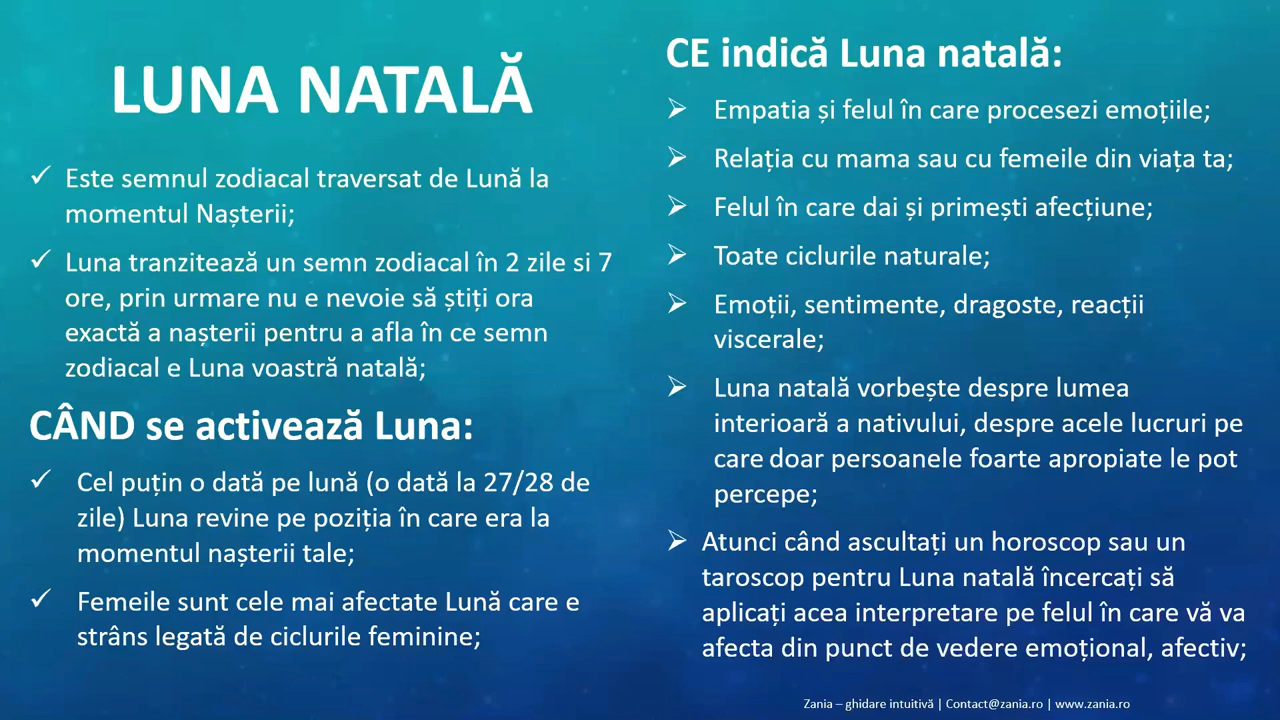 LUNA NATALĂ
✓ Este semnul zodiacal traversat de Lună la
momentul Nașterii;
✓ Luna tranzitează un semn zodiacal în 2 zile si 7
ore, prin urmare nu e nevoie să știți ora
exactă a nașterii pentru a afla în ce semn
zodiacal e Luna voastră natală;
CÂND se activează Luna:
✓ Cel puțin o dată pe lună (o dată la 27/28 de
zile) Luna revine pe poziția în care era la
momentul nașterii tale;
✓ Femeile sunt cele mai afectate Lună care e
strâns legată de ciclurile feminine;
CE indică Luna natală:
➢ Empatia și felul în care procesezi emoțiile;
➢ Relația cu mama sau cu femeile din viața ta;
➢ Felul în care dai și primești afecțiune;
➢ Toate ciclurile naturale;
➢ Emoții, sentimente, dragoste, reacții
viscerale;
➢ Luna natală vorbește despre lumea
interioară a nativului, despre acele lucruri pe
care doar persoanele foarte apropiate le pot
percepe;
➢ Atunci când ascultați un horoscop sau un
taroscop pentru Luna natală încercați să
aplicați acea interpretare pe felul în care vă va
afecta din punct de vedere emoțional, afectiv;
Zania – ghidare intuitivă | Contact@zania.ro | www.zania.ro